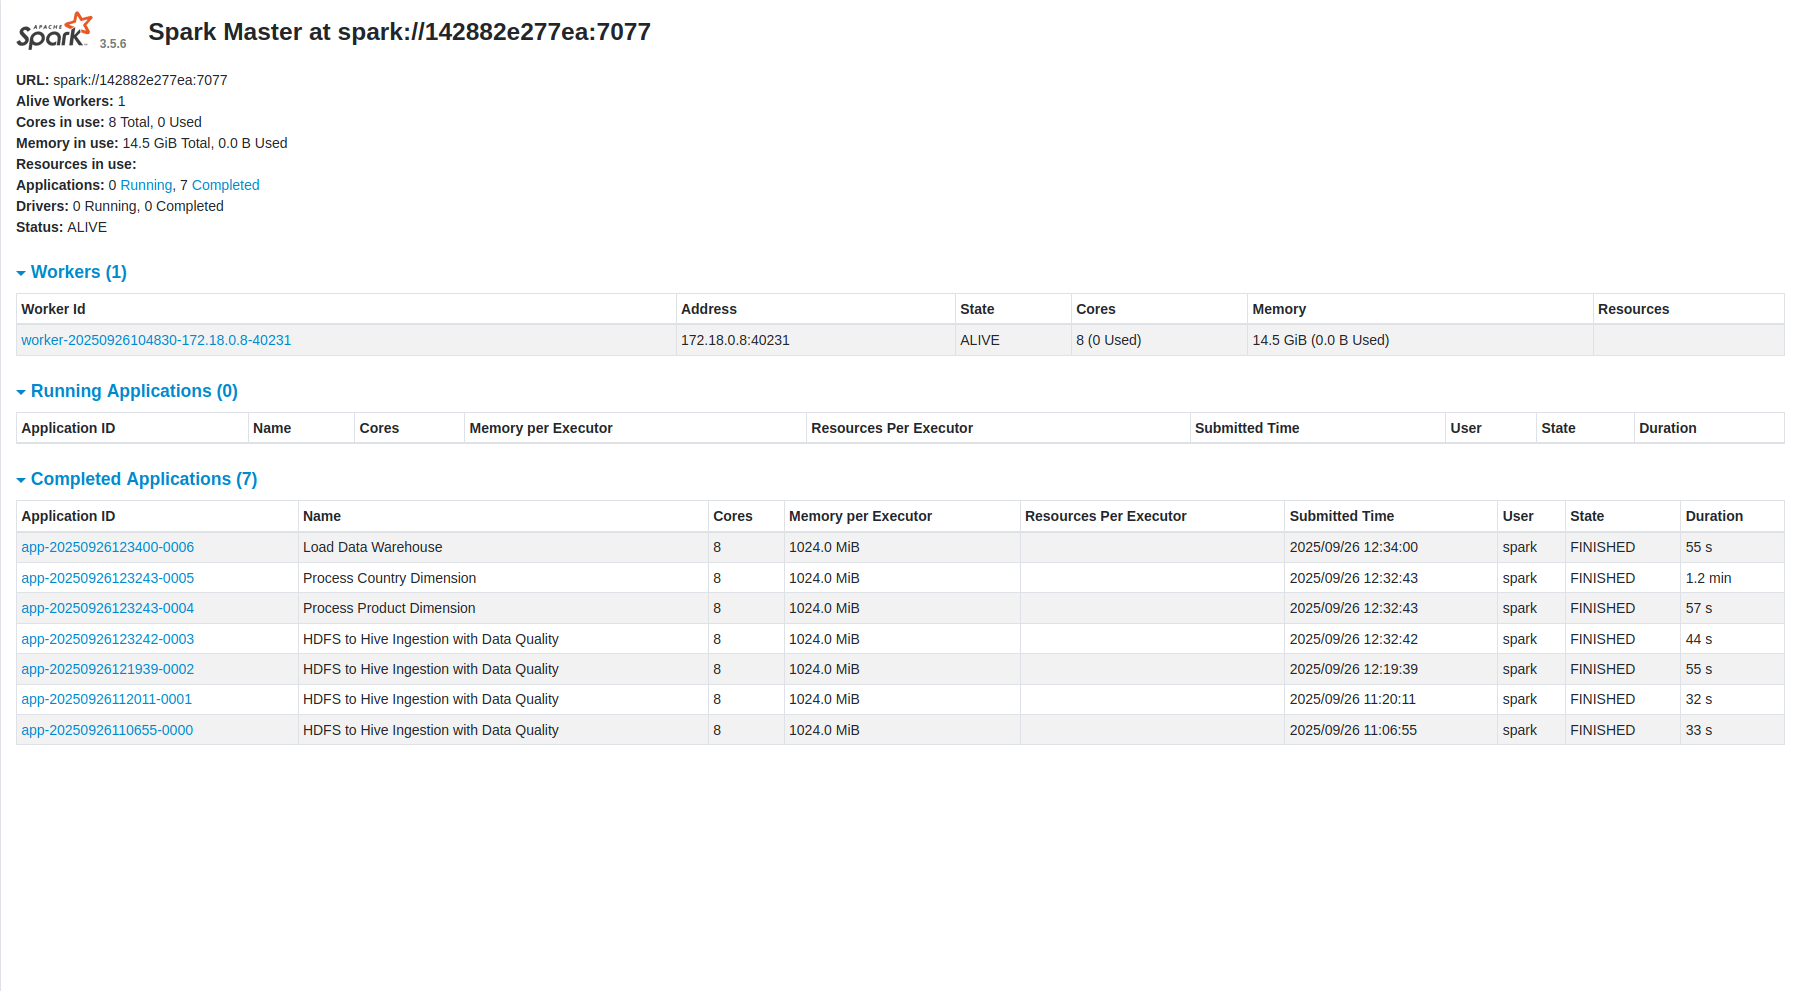 APACHE
Spark 3.5.6 Spark Master at spark://142882e277ea:7077
URL: spark://142882e277ea:7077
Alive Workers: 1
Cores in use: 8 Total, 0 Used
Memory in use: 14.5 GiB Total, 0.0 B Used
Resources in use:
Applications: 0 Running, 7 Completed
Drivers: 0 Running, 0 Completed
Status: ALIVE
Workers (1)
Worker Id Address State Cores Memory Resources
worker-20250926104830-172.18.0.8-40231 172.18.0.8:40231 ALIVE 8 (0 Used) 14.5 GiB (0.0 B Used)
Running Applications (0)
Application ID Name Cores Memory per Executor Resources Per Executor Submitted Time User State Duration
Completed Applications (7)
Application ID Name Cores Memory per Executor Resources Per Executor Submitted Time User State Duration
app-20250926123400-0006 Load Data Warehouse 8 1024.0 MiB 2025/09/26 12:34:00 spark FINISHED 55 s
app-20250926123243-0005 Process Country Dimension 8 1024.0 MiB 2025/09/26 12:32:43 spark FINISHED 1.2 min
app-20250926123243-0004 Process Product Dimension 8 1024.0 MiB 2025/09/26 12:32:43 spark FINISHED 57 s
app-20250926123242-0003 HDFS to Hive Ingestion with Data Quality 8 1024.0 MiB 2025/09/26 12:32:42 spark FINISHED 44 s
app-20250926121939-0002 HDFS to Hive Ingestion with Data Quality 8 1024.0 MiB 2025/09/26 12:19:39 spark FINISHED 55 s
app-20250926112011-0001 HDFS to Hive Ingestion with Data Quality 8 1024.0 MiB 2025/09/26 11:20:11 spark FINISHED 32 s
app-20250926110655-0000 HDFS to Hive Ingestion with Data Quality 8 1024.0 MiB 2025/09/26 11:06:55 spark FINISHED 33 s